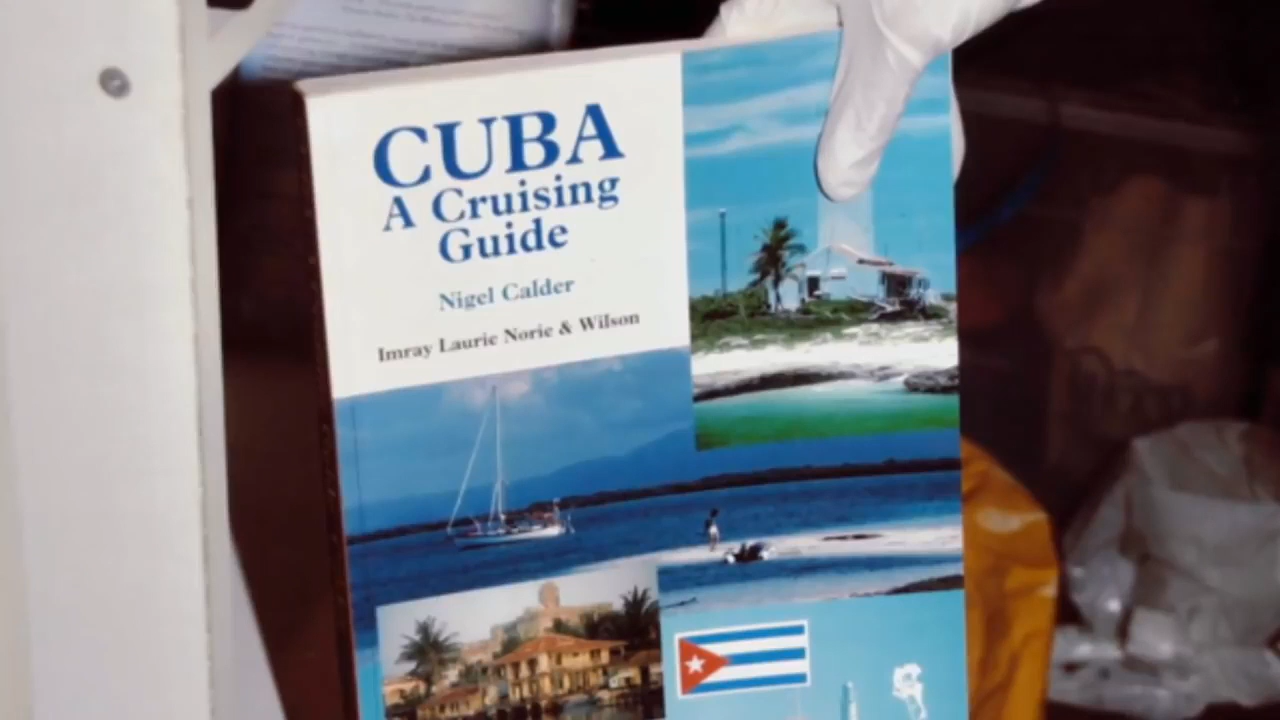 CUBA
A Cruising
Guide
Nigel Calder
Imray Laurie Norie & Wilson